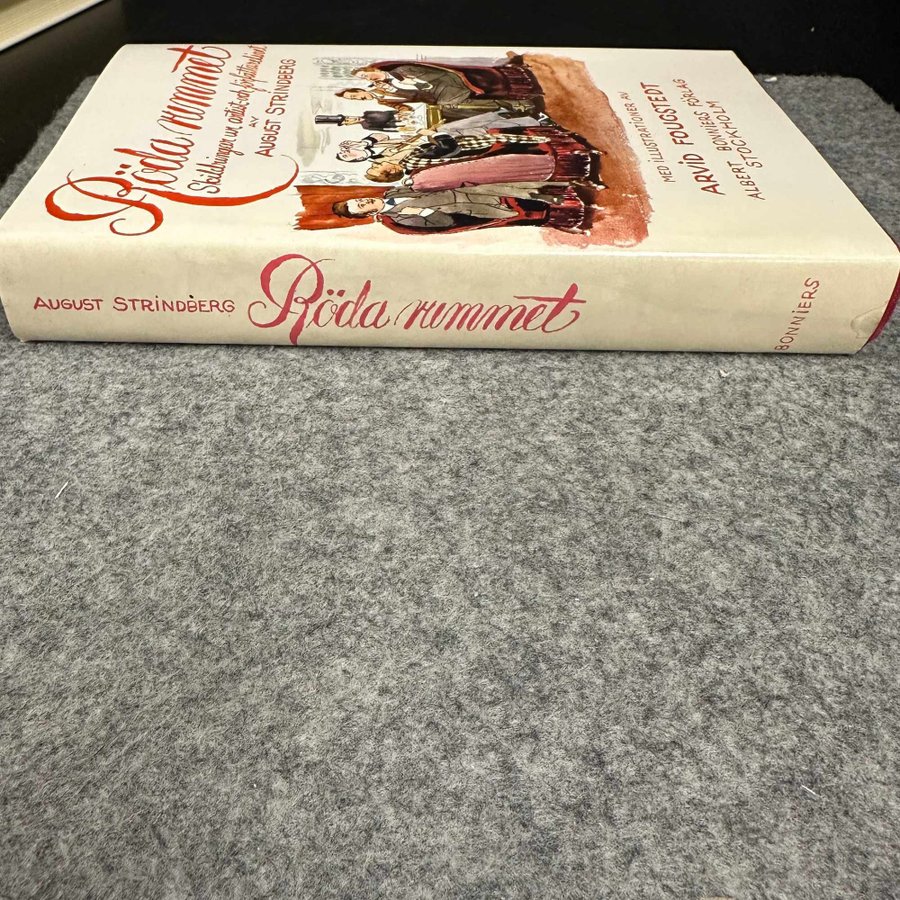 Röda rummet
Skildringar ur artist- och författarelivet
AV
AUGUST STRINDBERG
MED ILLUSTRATIONER AV
ARVID FOUGSTEDT
ALBERT BONNIERS FÖRLAG
STOCKHOLM
AUGUST STRINDBERG
Röda rummet
BONNIERS